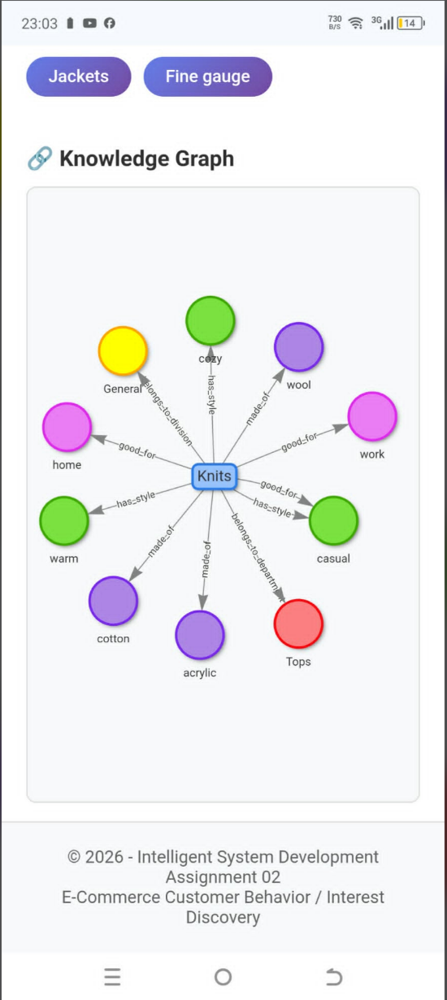 23:03
730 B/S 3G 14
Jackets Fine gauge
Knowledge Graph
cozy
General
wool
belongs_to_division
has_style
made_of
work
home
good_for
good_for
Knits
good_for
has_style
has_style
warm
casual
made_of
made_of
belongs_to_department
cotton
acrylic
Tops
© 2026 - Intelligent System Development
Assignment 02
E-Commerce Customer Behavior / Interest
Discovery